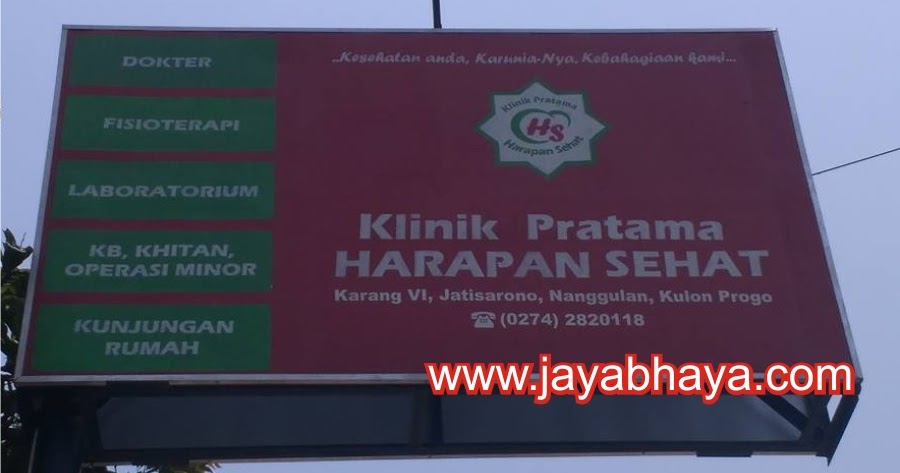 DOKTER
FISIOTERAPI
LABORATORIUM
KB, KHITAN,
OPERASI MINOR
KUNJUNGAN
RUMAH
„Kesehatan anda, Karunia-Nya, Kebahagiaan kami...
Klinik Pratama
HS
Harapan Sehat
Klinik Pratama
HARAPAN SEHAT
Karang VI, Jatisarono, Nanggulan, Kulon Progo
☎ (0274) 2820118
www.jayabhaya.com